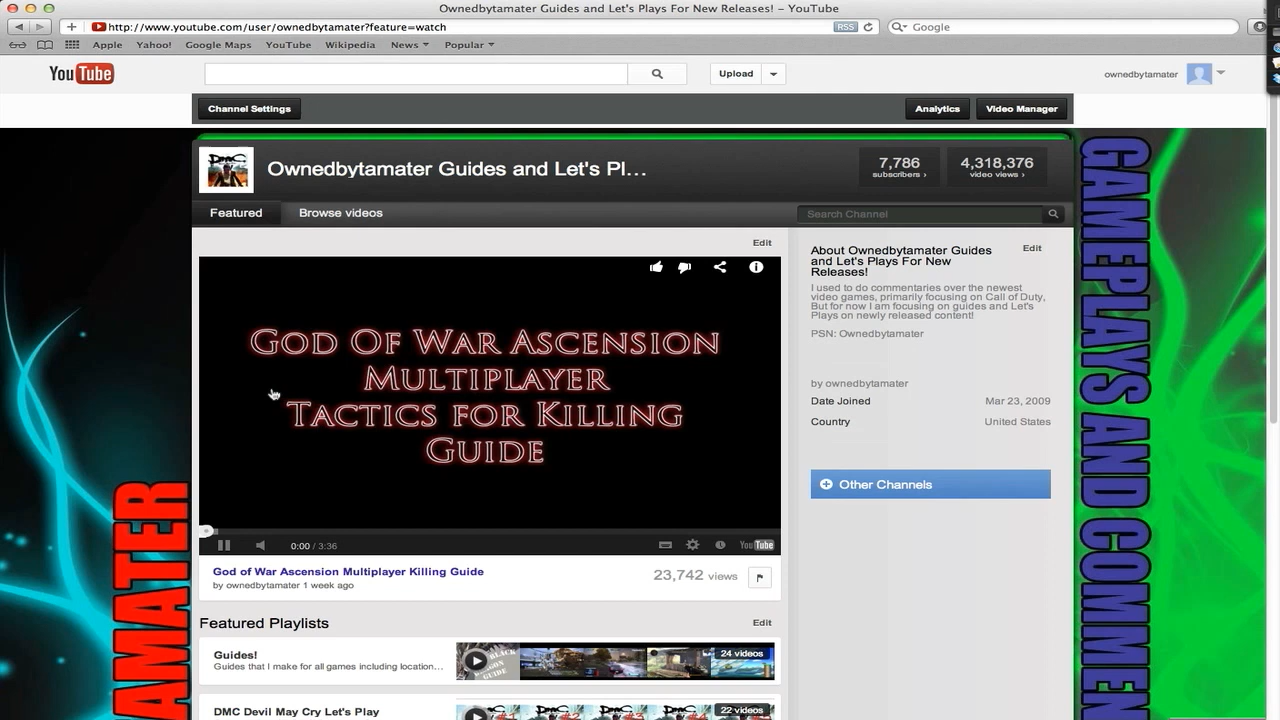 Ownedbytamater Guides and Let's Plays For New Releases! – YouTube
http://www.youtube.com/user/ownedbytamater?feature=watch
RSS
Google
Apple Yahoo! Google Maps YouTube Wikipedia News Popular
YouTube
Upload
ownedbytamater
Channel Settings
Analytics
Video Manager
DMC
Ownedbytamater Guides and Let's Pl...
7,786
subscribers ›
4,318,376
video views ›
Featured
Browse videos
Search Channel
Edit
God Of War Ascension
Multiplayer
Tactics for Killing
Guide
0:00 / 3:36
YouTube
God of War Ascension Multiplayer Killing Guide
by ownedbytamater 1 week ago
23,742 views
Featured Playlists
Edit
Guides!
Guides that I make for all games including location...
24 videos
DMC Devil May Cry Let's Play
22 videos
About Ownedbytamater Guides
and Let's Plays For New
Releases!
Edit
I used to do commentaries over the newest
video games, primarily focusing on Call of Duty,
But for now I am focusing on guides and Let's
Plays on newly released content!
PSN: Ownedbytamater
by ownedbytamater
Date Joined Mar 23, 2009
Country United States
Other Channels
AMATER
GAMEPLAYS AND COMMEN